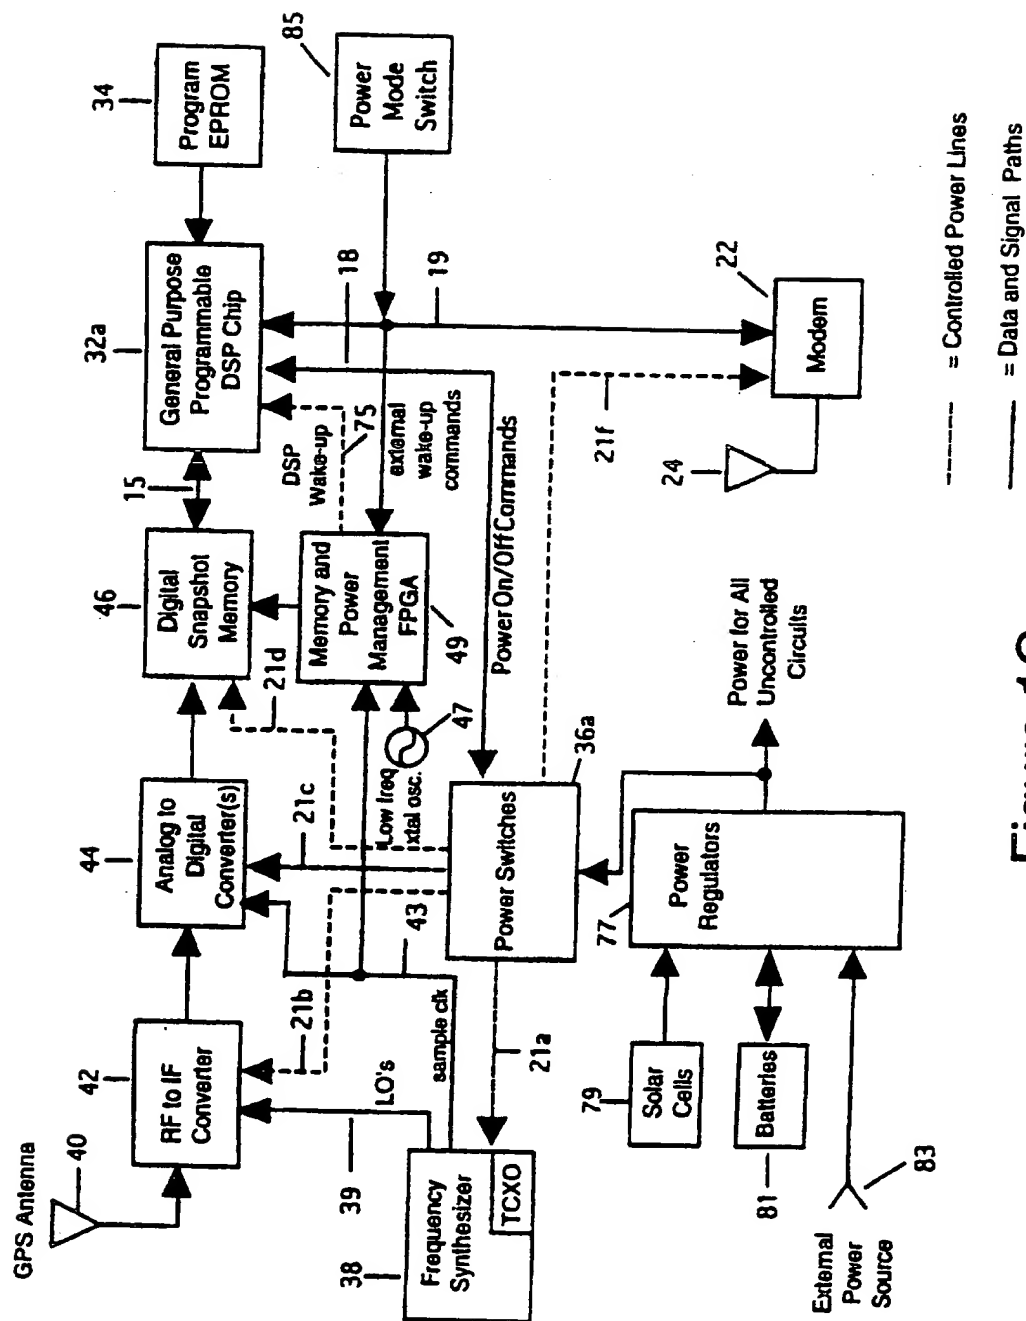 GPS Antenna
40
42
44
46
32a
34
RF to IF
Converter
Analog to
Digital
Converter(s)
Digital
Snapshot
Memory
15
General Purpose
Programmable
DSP Chip
Program
EPROM
85
Power
Mode
Switch
39
LO's
21b
21c
21d
DSP
Wake-up
75
18
38
Frequency
Synthesizer
TCXO
sample clk
43
Low freq
xtal osc.
47
Memory and
Power
Management
FPGA
49
external
wake-up
commands
19
21a
Power Switches
36a
Power On/Off Commands
21f
22
Modem
24
79
Solar
Cells
77
Power
Regulators
Power for All
Uncontrolled
Circuits
81
Batteries
83
External
Power
Source
= Controlled Power Lines
= Data and Signal Paths
Figure